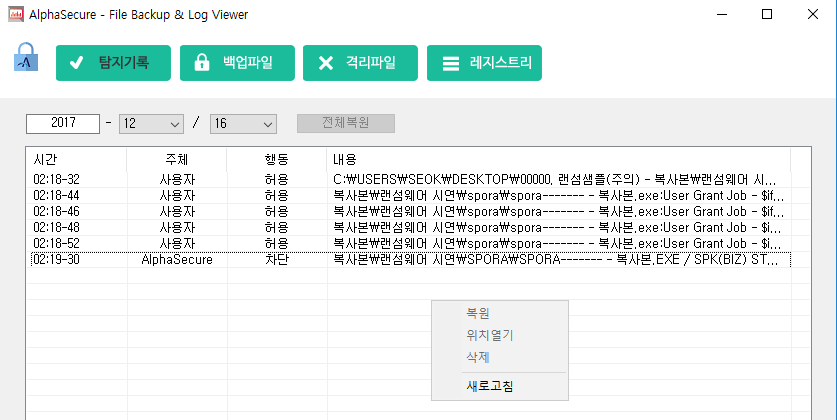 AlphaSecure - File Backup & Log Viewer
탐지기록 백업파일 격리파일 레지스트리
2017 - 12 / 16 전체복원
시간 주체 행동 내용
02:18-32 사용자 허용 C:\USERS\SEOK\DESKTOP\00000, 랜섬샘플(주의) - 복사본\랜섬웨어 시...
02:18-44 사용자 허용 복사본\랜섬웨어 시연\spora\spora------- - 복사본.exe:User Grant Job - $if...
02:18-46 사용자 허용 복사본\랜섬웨어 시연\spora\spora------- - 복사본.exe:User Grant Job - $if...
02:18-48 사용자 허용 복사본\랜섬웨어 시연\spora\spora------- - 복사본.exe:User Grant Job - $i...
02:18-52 사용자 허용 복사본\랜섬웨어 시연\spora\spora------- - 복사본.exe:User Grant Job - $i...
02:19-30 AlphaSecure 차단 복사본\랜섬웨어 시연\SPORA\SPORA------- - 복사본.EXE / SPK(BIZ) ST...
복원
위치열기
삭제
새로고침